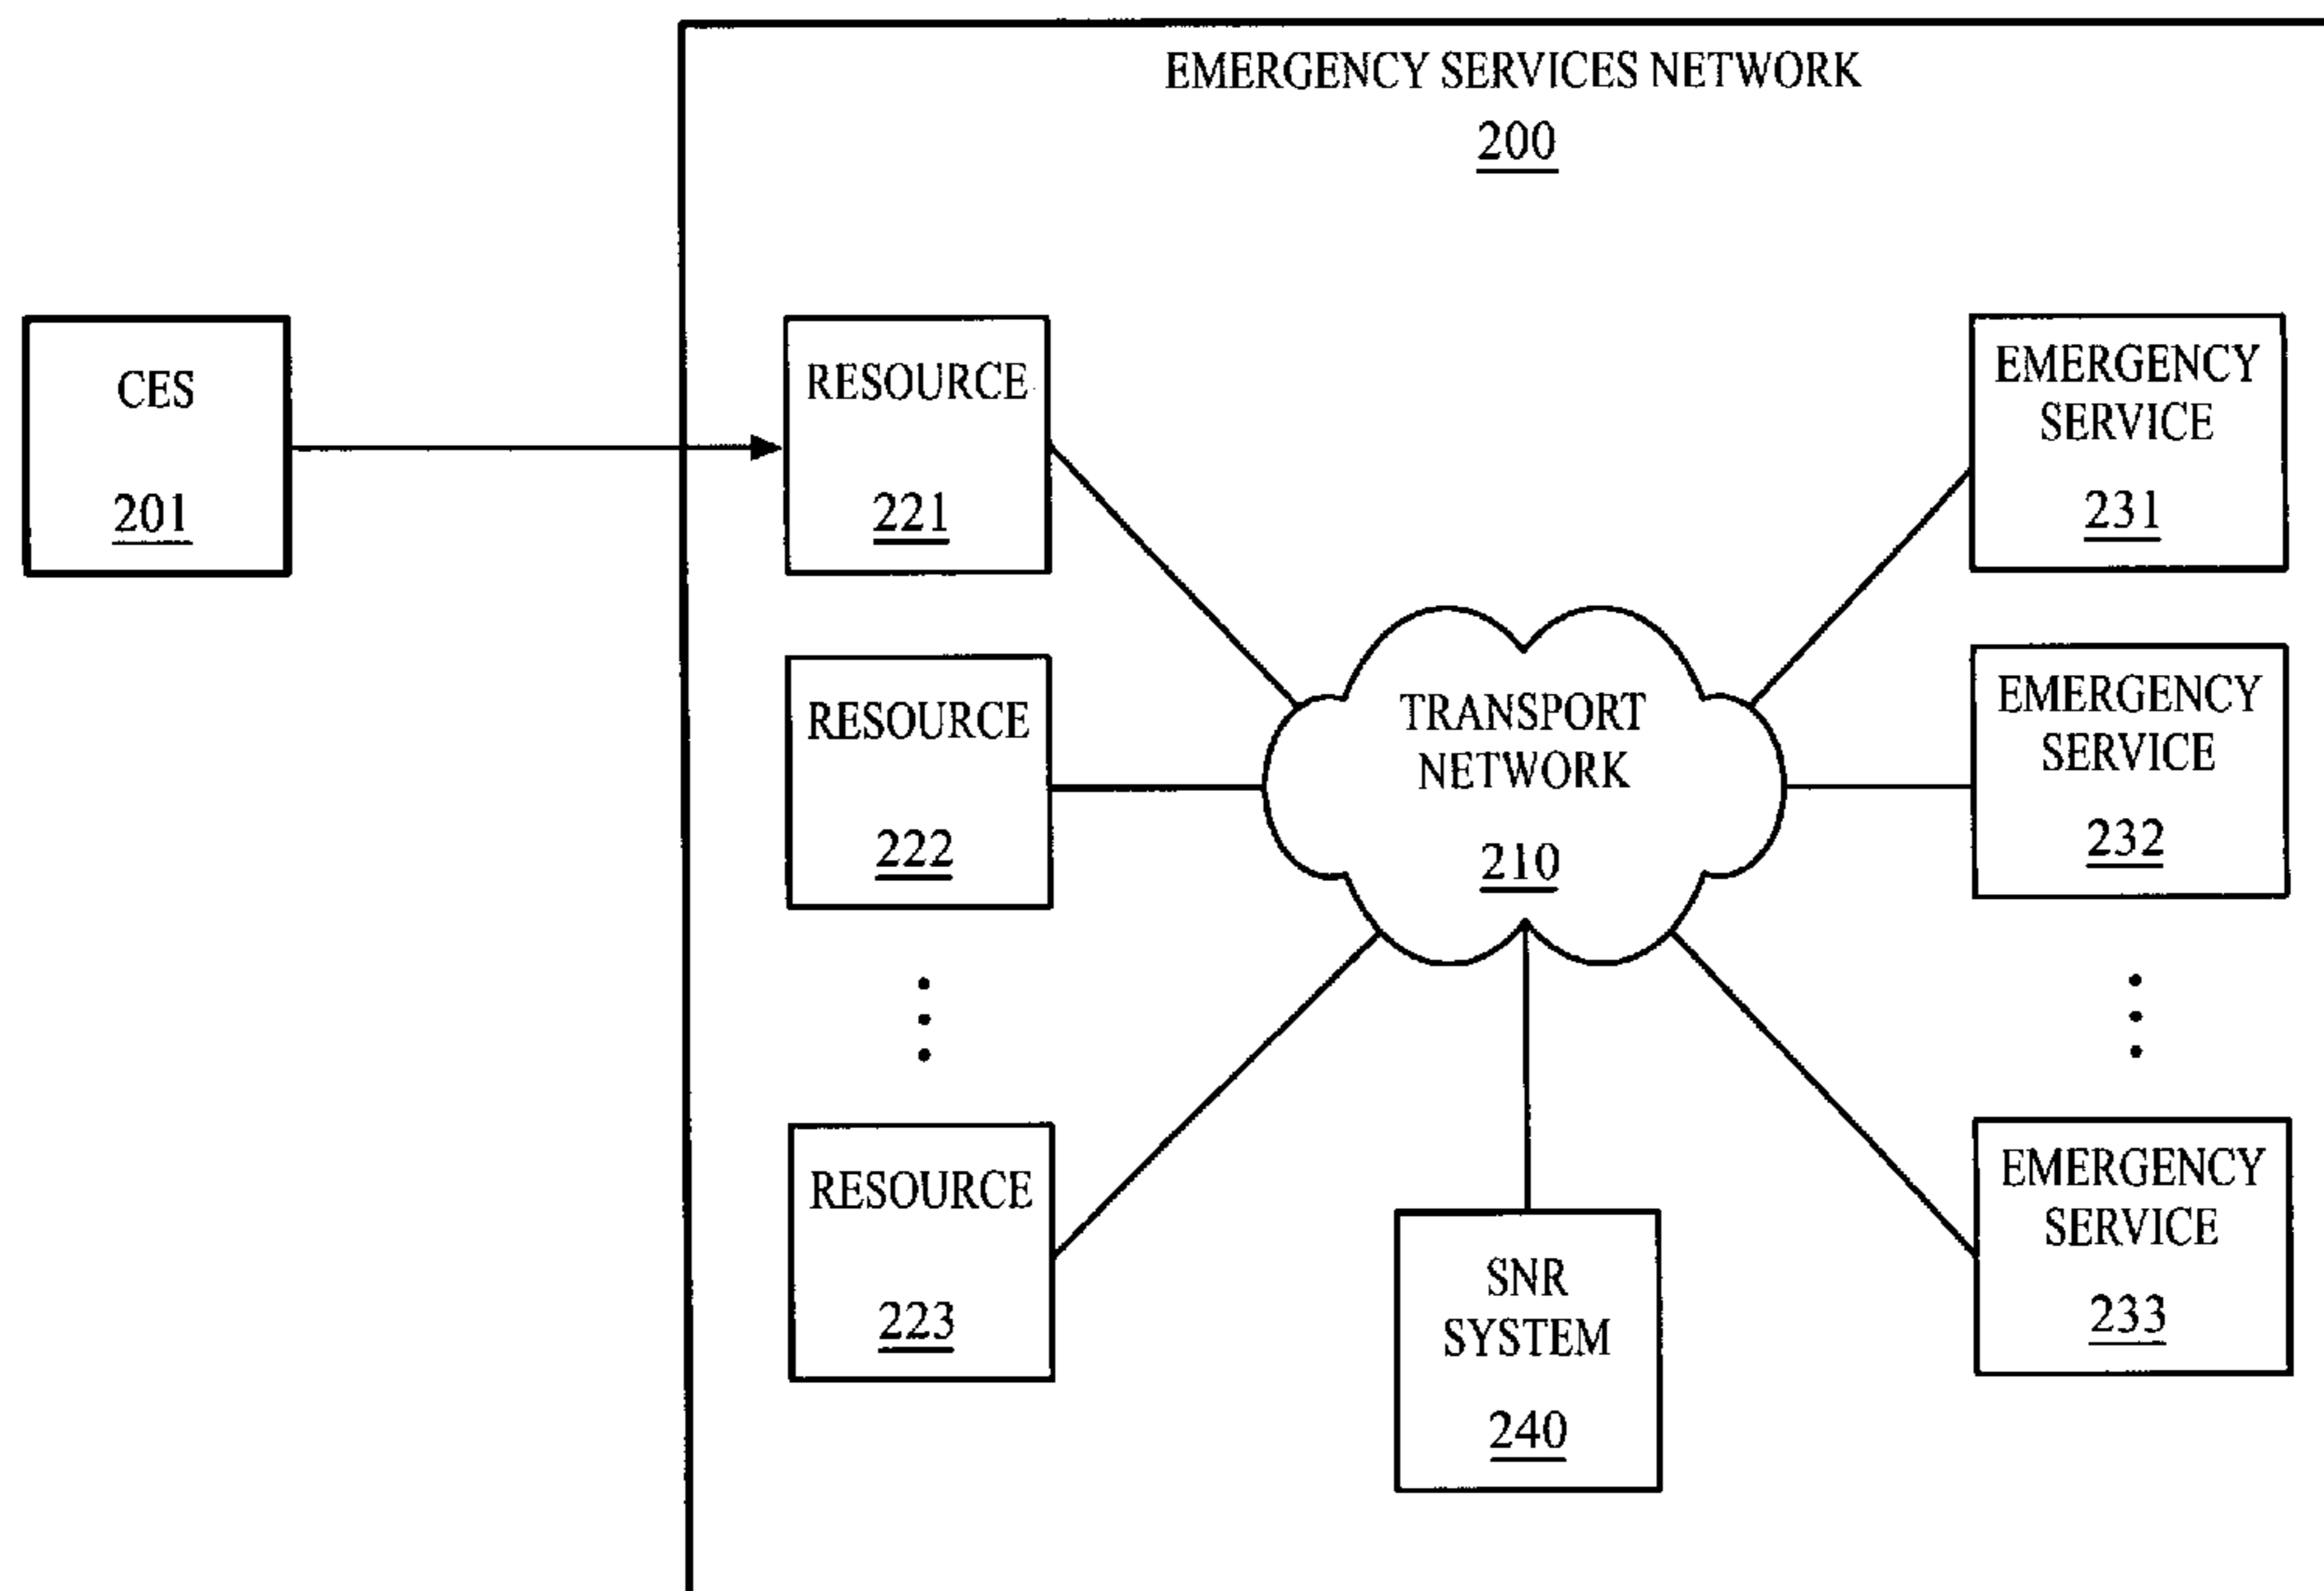 EMERGENCY SERVICES NETWORK
200
CES
201
RESOURCE
221
RESOURCE
222
RESOURCE
223
TRANSPORT
NETWORK
210
SNR
SYSTEM
240
EMERGENCY
SERVICE
231
EMERGENCY
SERVICE
232
EMERGENCY
SERVICE
233